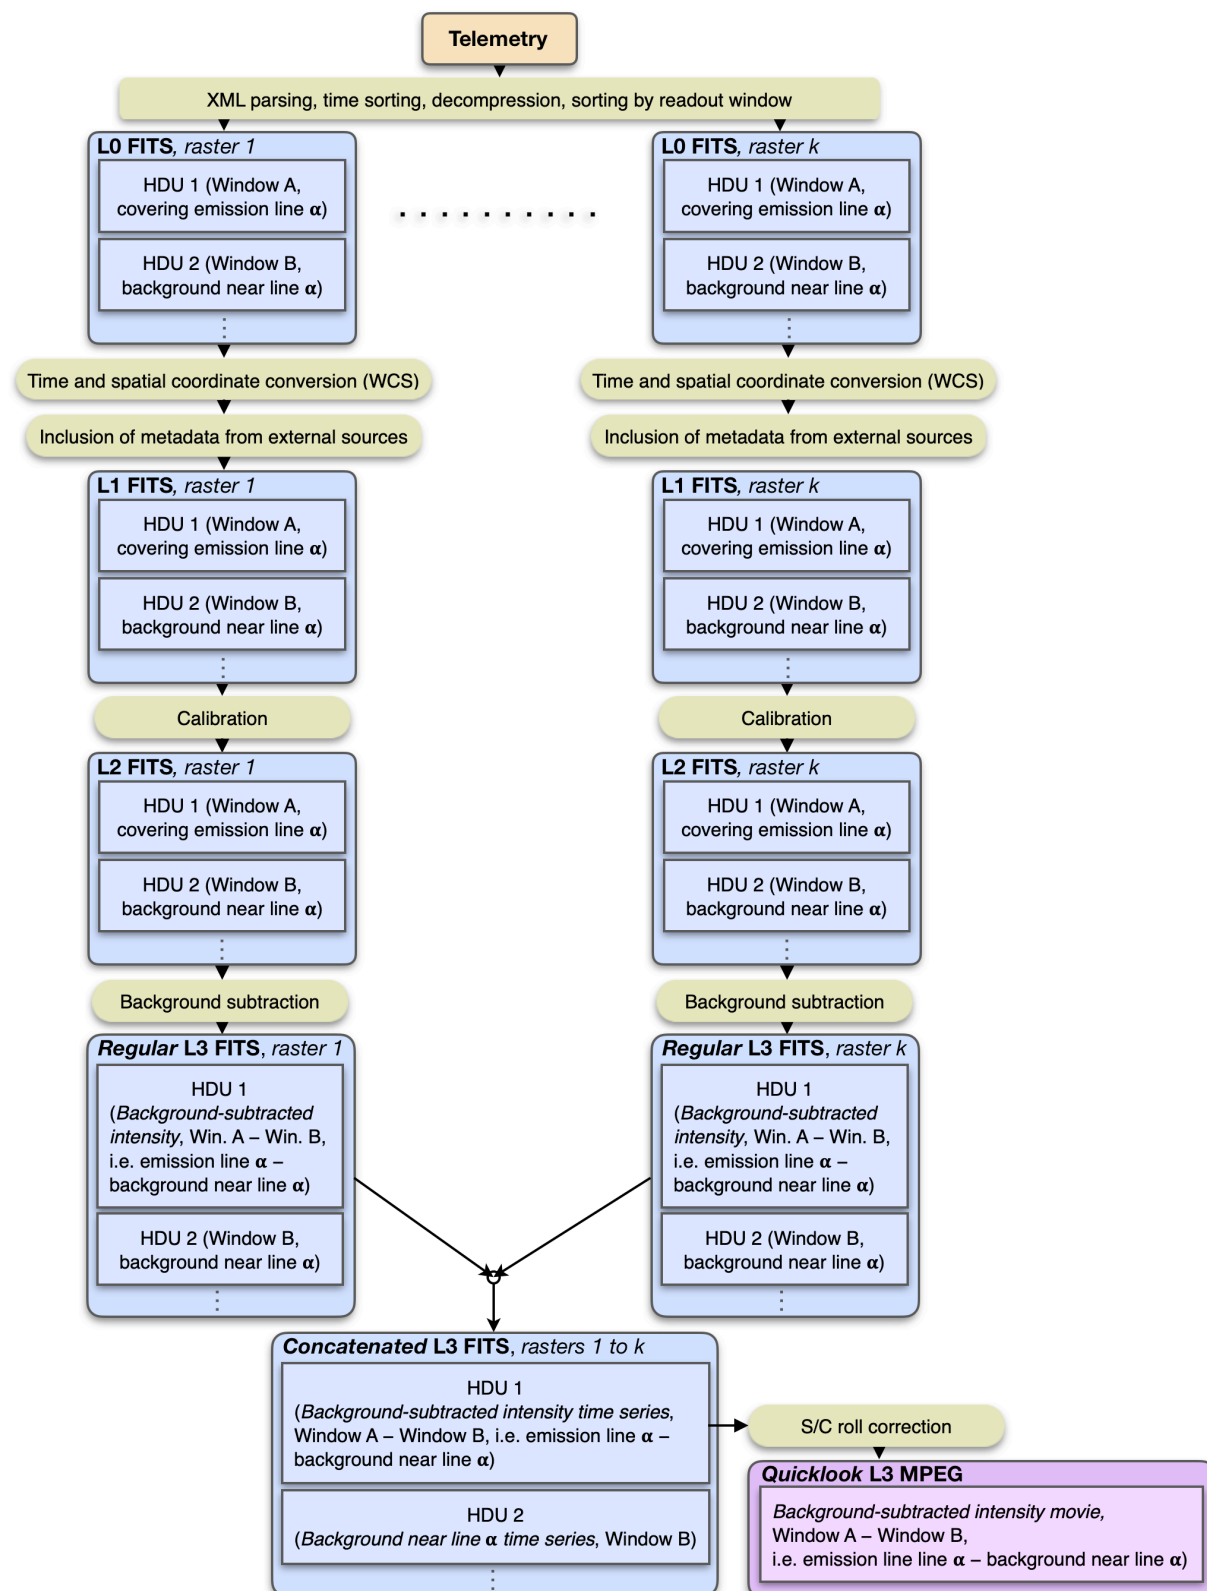 Telemetry
XML parsing, time sorting, decompression, sorting by readout window
L0 FITS, raster 1
HDU 1 (Window A,
covering emission line α)
HDU 2 (Window B,
background near line α)
L0 FITS, raster k
HDU 1 (Window A,
covering emission line α)
HDU 2 (Window B,
background near line α)
Time and spatial coordinate conversion (WCS)
Time and spatial coordinate conversion (WCS)
Inclusion of metadata from external sources
Inclusion of metadata from external sources
L1 FITS, raster 1
HDU 1 (Window A,
covering emission line α)
HDU 2 (Window B,
background near line α)
L1 FITS, raster k
HDU 1 (Window A,
covering emission line α)
HDU 2 (Window B,
background near line α)
Calibration
Calibration
L2 FITS, raster 1
HDU 1 (Window A,
covering emission line α)
HDU 2 (Window B,
background near line α)
L2 FITS, raster k
HDU 1 (Window A,
covering emission line α)
HDU 2 (Window B,
background near line α)
Background subtraction
Background subtraction
Regular L3 FITS, raster 1
HDU 1
(Background-subtracted
intensity, Win. A – Win. B,
i.e. emission line α –
background near line α)
HDU 2 (Window B,
background near line α)
Regular L3 FITS, raster k
HDU 1
(Background-subtracted
intensity, Win. A – Win. B,
i.e. emission line α –
background near line α)
HDU 2 (Window B,
background near line α)
Concatenated L3 FITS, rasters 1 to k
HDU 1
(Background-subtracted intensity time series,
Window A – Window B, i.e. emission line α –
background near line α)
HDU 2
(Background near line α time series, Window B)
S/C roll correction
Quicklook L3 MPEG
Background-subtracted intensity movie,
Window A – Window B,
i.e. emission line line α – background near line α)